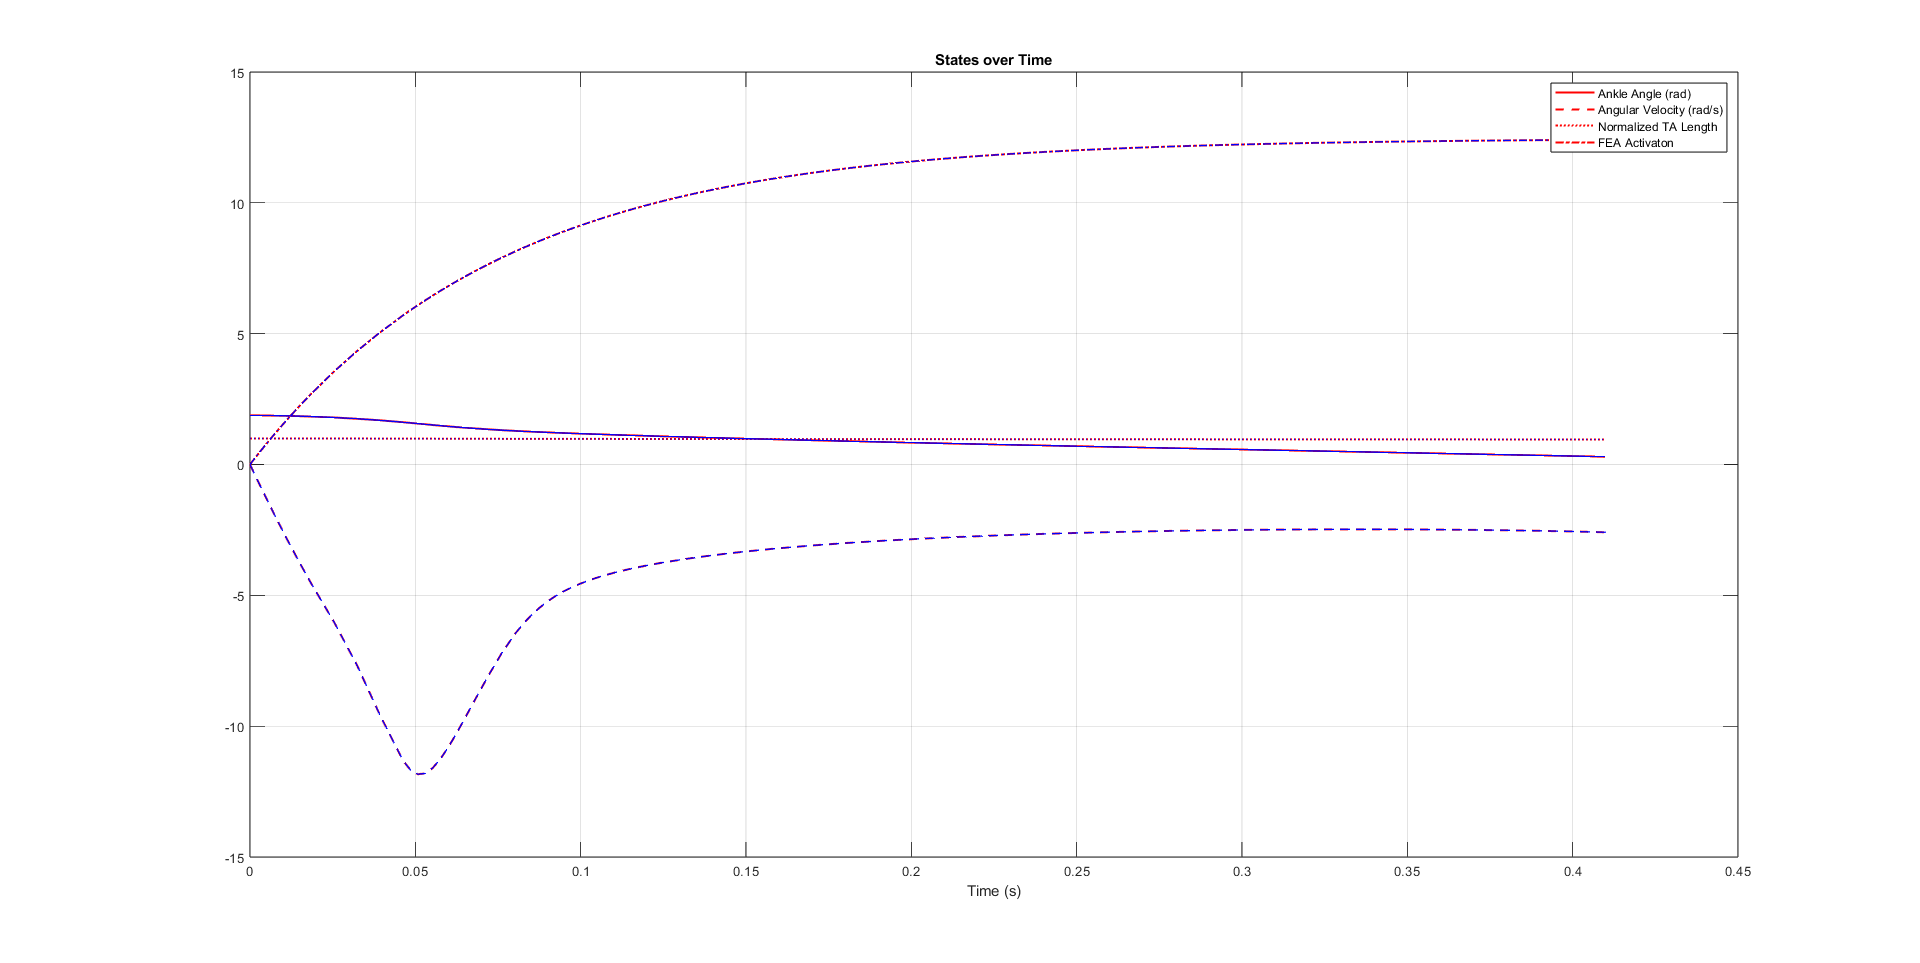 States over Time
15
10
5
0
-5
-10
-15
0 0.05 0.1 0.15 0.2 0.25 0.3 0.35 0.4 0.45
Time (s)
Ankle Angle (rad)
Angular Velocity (rad/s)
Normalized TA Length
FEA Activaton